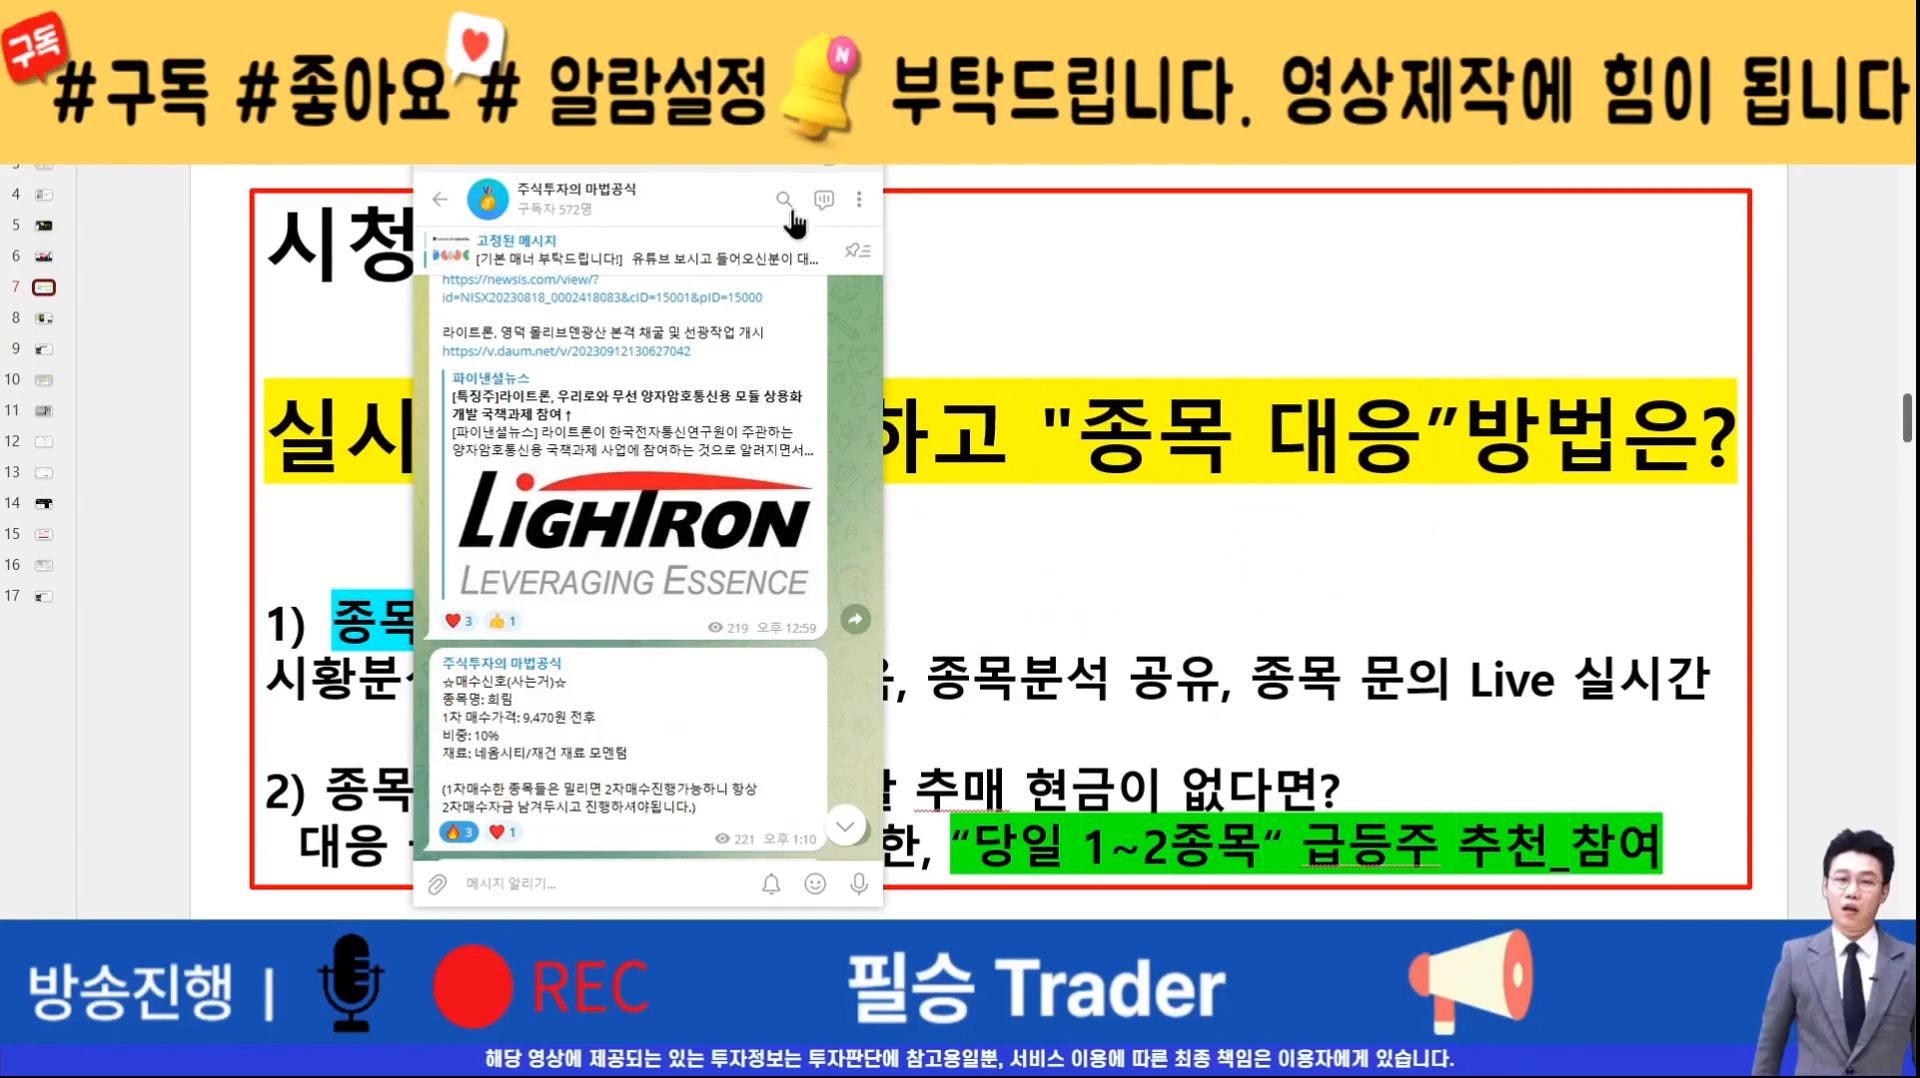 구독
#구독 #좋아요 # 알람설정 N 부탁드립니다. 영상제작에 힘이 됩니다
4
5
6
7
8
9
10
11
12
13
14
15
16
17
시청
실시
하고 "종목 대응”방법은?
1) 종목
시황분
, 종목분석 공유, 종목 문의 Live 실시간
2) 종목
추매 현금이 없다면?
대응
한, “당일 1~2종목“ 급등주 추천_참여
주식투자의 마법공식
구독자 572명
고정된 메시지
[기본 매너 부탁드립니다!] 유튜브 보시고 들어오신분이 대...
https://newsis.com/view/?
id=NISX20230818_0002418083&cID=15001&pID=15000
라이트론, 영덕 몰리브덴광산 본격 채굴 및 선광작업 개시
https://v.daum.net/v/20230912130627042
파이낸셜뉴스
[특징주]라이트론, 우리로와 무선 양자암호통신용 모듈 상용화
개발 국책과제 참여 ↑
[파이낸셜뉴스] 라이트론이 한국전자통신연구원이 주관하는
양자암호통신용 국책과제 사업에 참여하는 것으로 알려지면서...
LIGHTRON
LEVERAGING ESSENCE
3 1
219 오후 12:59
주식투자의 마법공식
☆매수신호(사는거)☆
종목명: 희림
1차 매수가격: 9,470원 전후
비중: 10%
재료: 네옴시티/재건 재료 모멘텀
(1차매수한 종목들은 밀리면 2차매수진행가능하니 항상
2차매수자금 남겨두시고 진행하셔야됩니다.)
3 1
221 오후 1:10
메시지 알리기...
방송진행 | REC 필승 Trader
해당 영상에 제공되는 있는 투자정보는 투자판단에 참고용일뿐, 서비스 이용에 따른 최종 책임은 이용자에게 있습니다.